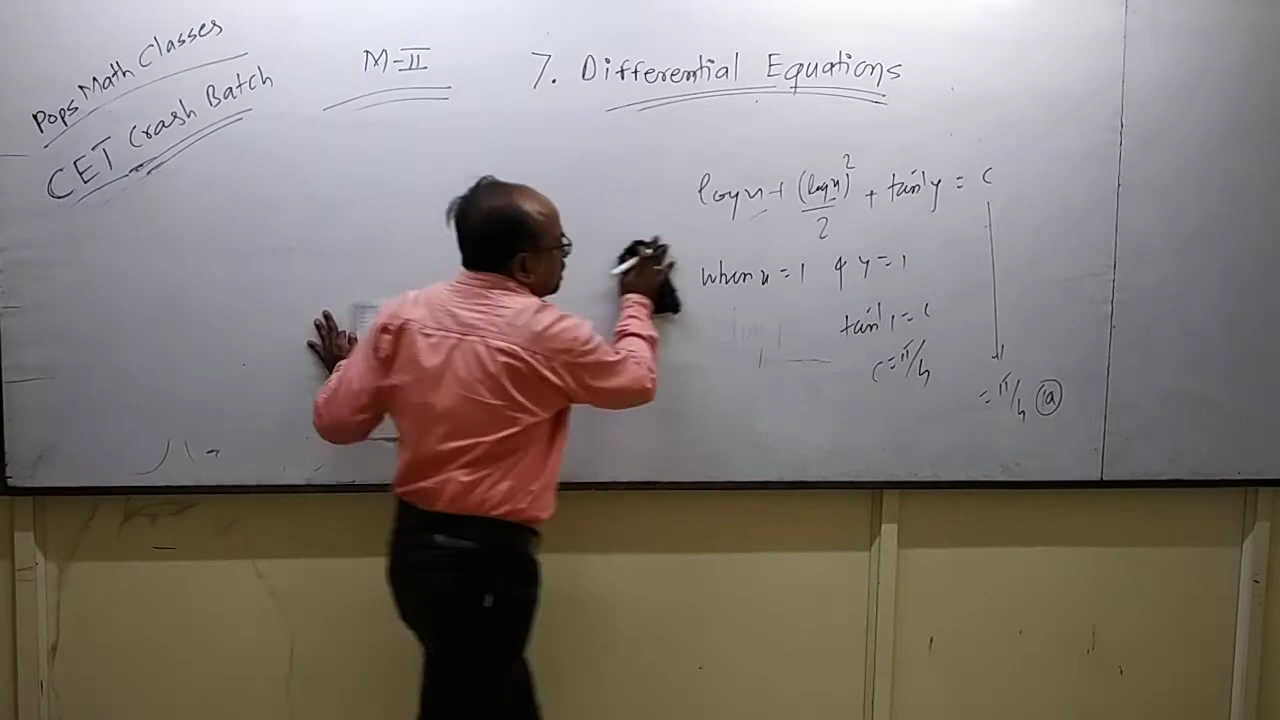 Pops Math Classes
CET Crash Batch
M-II
7. Differential Equations
log x + (log x)²/2 + tan⁻¹y = c
when x = 1 & y = 1
tan⁻¹1 = c
c = π/4
= π/4 (a)